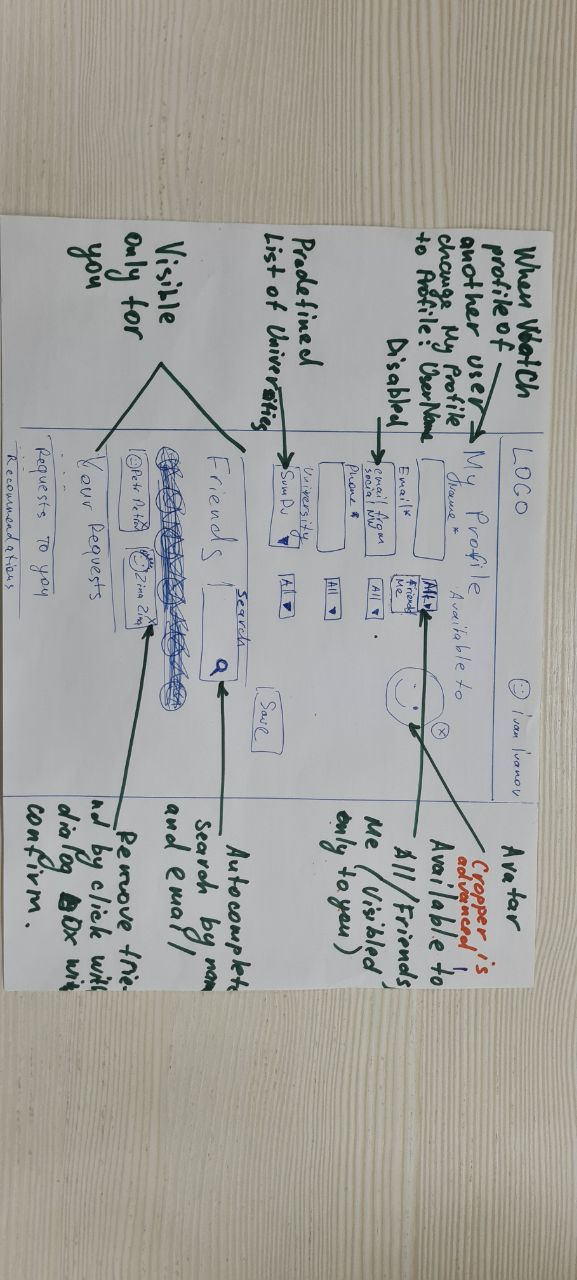 When Watch
profile of
another user
change My Profile
to Profile: UserName
Disabled
Predefined
List of Universities
Visible
only for
you
LOGO
Ivan Ivanov
My Profile
Available to
Name *
All
Friends
Me
Email *
email from
social NW
All
Phone *
All
University
SumDU
All
Save
Friends
Search
Petr Petrov
x
Zina Zina
x
Your Requests
Requests to you
Recommendations
Avatar
Cropper is
advanced!
Available to
All/Friends
Me (Visibled
only to you)
Autocomplete
search by name
and email/
Remove frie-
nd by click with
dialog box with
confirm.